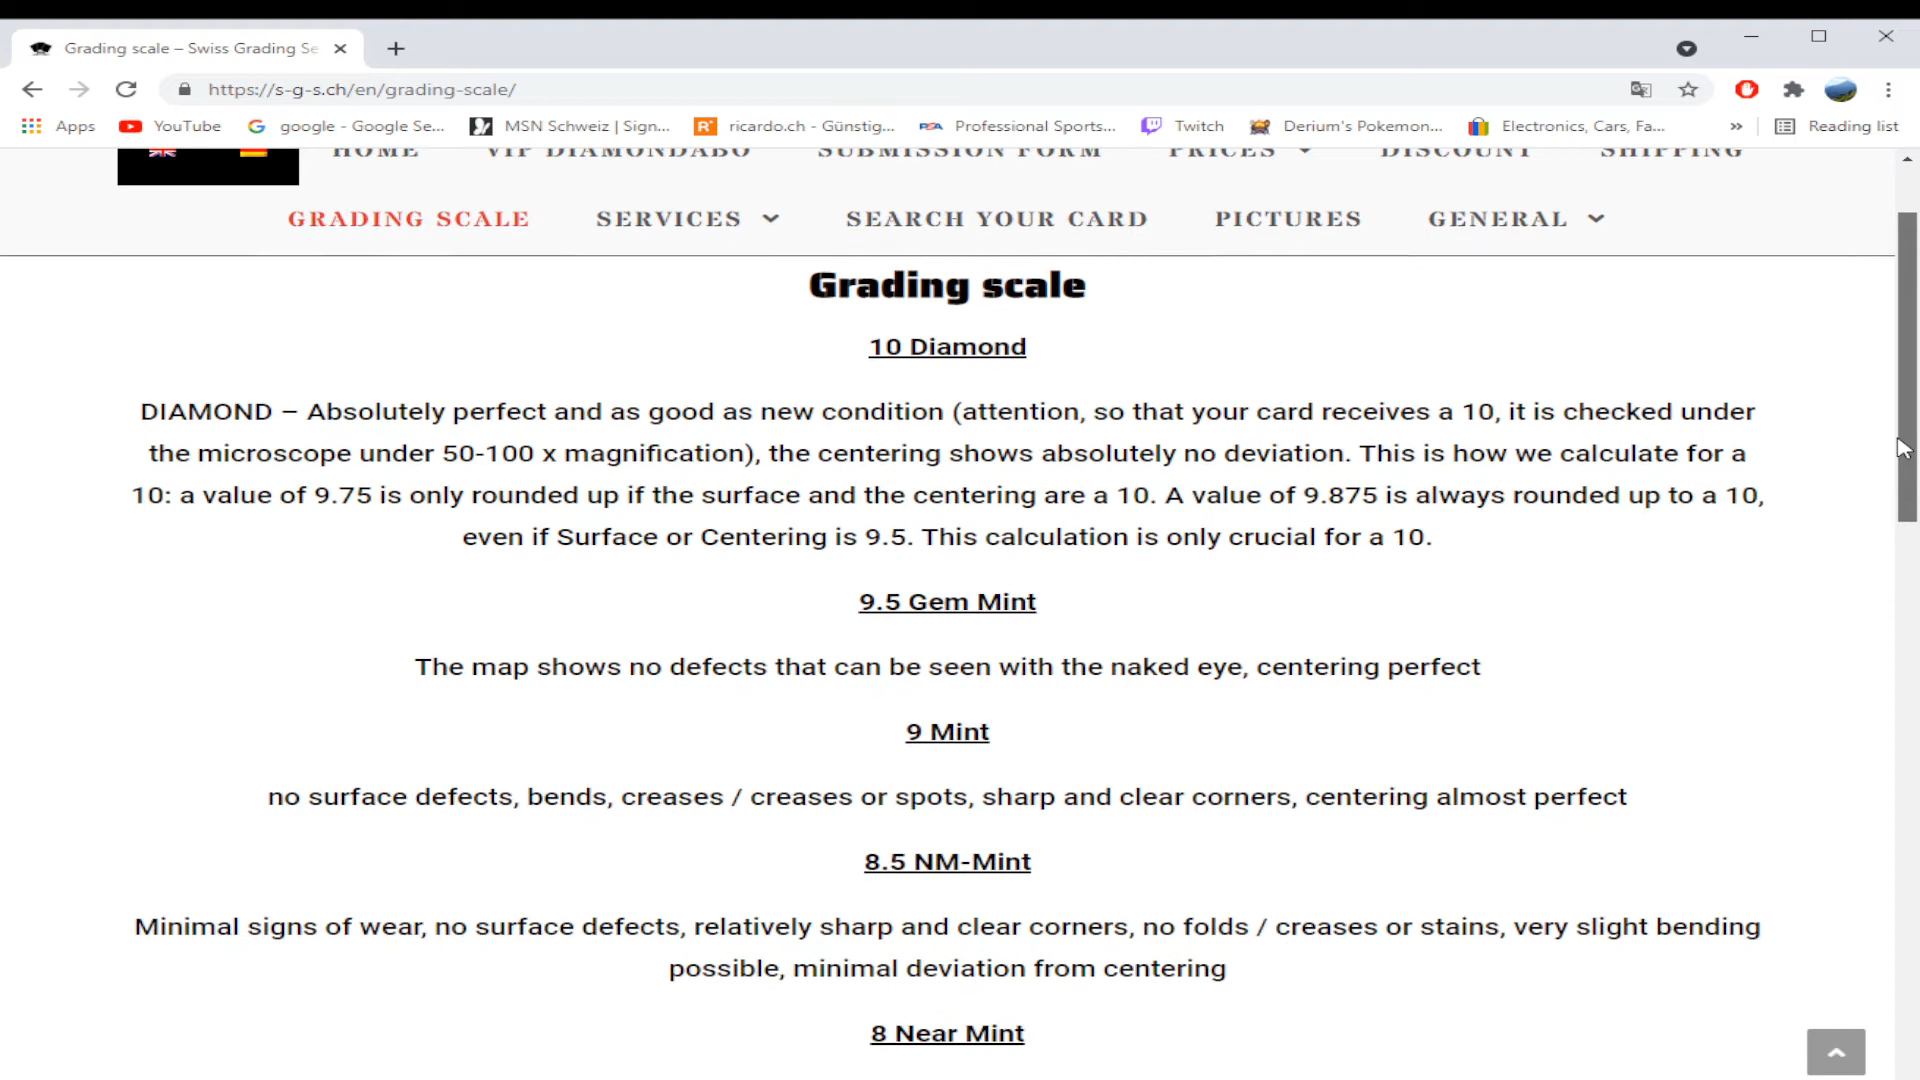 Grading scale – Swiss Grading Se
https://s-g-s.ch/en/grading-scale/
Apps YouTube google - Google Se... MSN Schweiz | Sign... ricardo.ch - Günstig... Professional Sports... Twitch Derium's Pokemon... Electronics, Cars, Fa... » Reading list
HOME VIP DIAMONDABO SUBMISSION FORM PRICES DISCOUNT SHIPPING
GRADING SCALE SERVICES SEARCH YOUR CARD PICTURES GENERAL
Grading scale
10 Diamond
DIAMOND – Absolutely perfect and as good as new condition (attention, so that your card receives a 10, it is checked under
the microscope under 50-100 x magnification), the centering shows absolutely no deviation. This is how we calculate for a
10: a value of 9.75 is only rounded up if the surface and the centering are a 10. A value of 9.875 is always rounded up to a 10,
even if Surface or Centering is 9.5. This calculation is only crucial for a 10.
9.5 Gem Mint
The map shows no defects that can be seen with the naked eye, centering perfect
9 Mint
no surface defects, bends, creases / creases or spots, sharp and clear corners, centering almost perfect
8.5 NM-Mint
Minimal signs of wear, no surface defects, relatively sharp and clear corners, no folds / creases or stains, very slight bending
possible, minimal deviation from centering
8 Near Mint